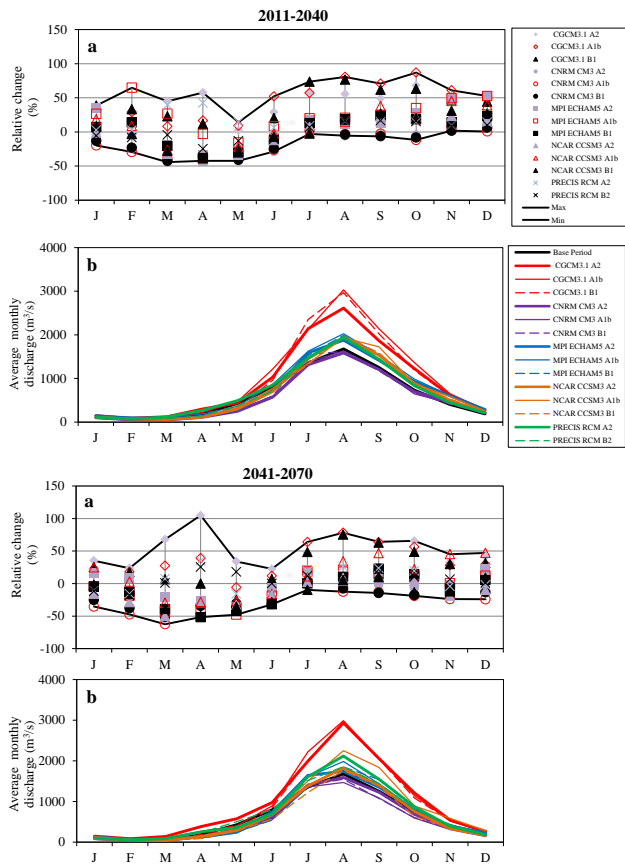 2011-2040
a
Relative change
(%)
150
100
50
0
-50
-100
J F M A M J J A S O N D
CGCM3.1 A2
CGCM3.1 A1b
CGCM3.1 B1
CNRM CM3 A2
CNRM CM3 A1b
CNRM CM3 B1
MPI ECHAM5 A2
MPI ECHAM5 A1b
MPI ECHAM5 B1
NCAR CCSM3 A2
NCAR CCSM3 A1b
NCAR CCSM3 B1
PRECIS RCM A2
PRECIS RCM B2
Max
Min
b
Average monthly
discharge (m³/s)
4000
3000
2000
1000
0
J F M A M J J A S O N D
Base Period
CGCM3.1 A2
CGCM3.1 A1b
CGCM3.1 B1
CNRM CM3 A2
CNRM CM3 A1b
CNRM CM3 B1
MPI ECHAM5 A2
MPI ECHAM5 A1b
MPI ECHAM5 B1
NCAR CCSM3 A2
NCAR CCSM3 A1b
NCAR CCSM3 B1
PRECIS RCM A2
PRECIS RCM B2
2041-2070
a
Relative change
(%)
150
100
50
0
-50
-100
J F M A M J J A S O N D
b
Average monthly
discharge (m³/s)
4000
3000
2000
1000
0
J F M A M J J A S O N D